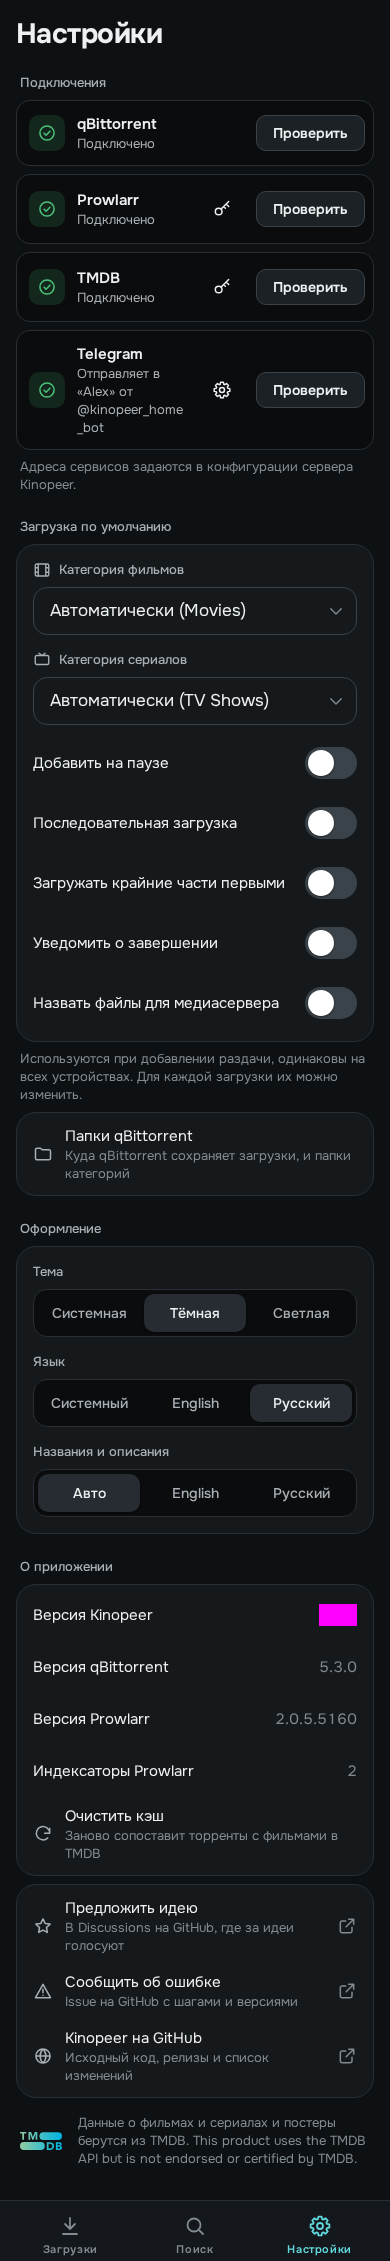 Настройки
Подключения
qBittorrent
Подключено
Проверить
Prowlarr
Подключено
Проверить
TMDB
Подключено
Проверить
Telegram
Отправляет в
«Alex» от
@kinopeer_home
_bot
Проверить
Адреса сервисов задаются в конфигурации сервера
Kinopeer.
Загрузка по умолчанию
Категория фильмов
Автоматически (Movies)
Категория сериалов
Автоматически (TV Shows)
Добавить на паузе
Последовательная загрузка
Загружать крайние части первыми
Уведомить о завершении
Назвать файлы для медиасервера
Используются при добавлении раздачи, одинаковы на
всех устройствах. Для каждой загрузки их можно
изменить.
Папки qBittorrent
Куда qBittorrent сохраняет загрузки, и папки
категорий
Оформление
Тема
Системная Тёмная Светлая
Язык
Системный English Русский
Названия и описания
Авто English Русский
О приложении
Версия Kinopeer
Версия qBittorrent 5.3.0
Версия Prowlarr 2.0.5.5160
Индексаторы Prowlarr 2
Очистить кэш
Заново сопоставит торренты с фильмами в
TMDB
Предложить идею
В Discussions на GitHub, где за идеи
голосуют
Сообщить об ошибке
Issue на GitHub с шагами и версиями
Kinopeer на GitHub
Исходный код, релизы и список
изменений
TM
DB
Данные о фильмах и сериалах и постеры
берутся из TMDB. This product uses the TMDB
API but is not endorsed or certified by TMDB.
Загрузки Поиск Настройки